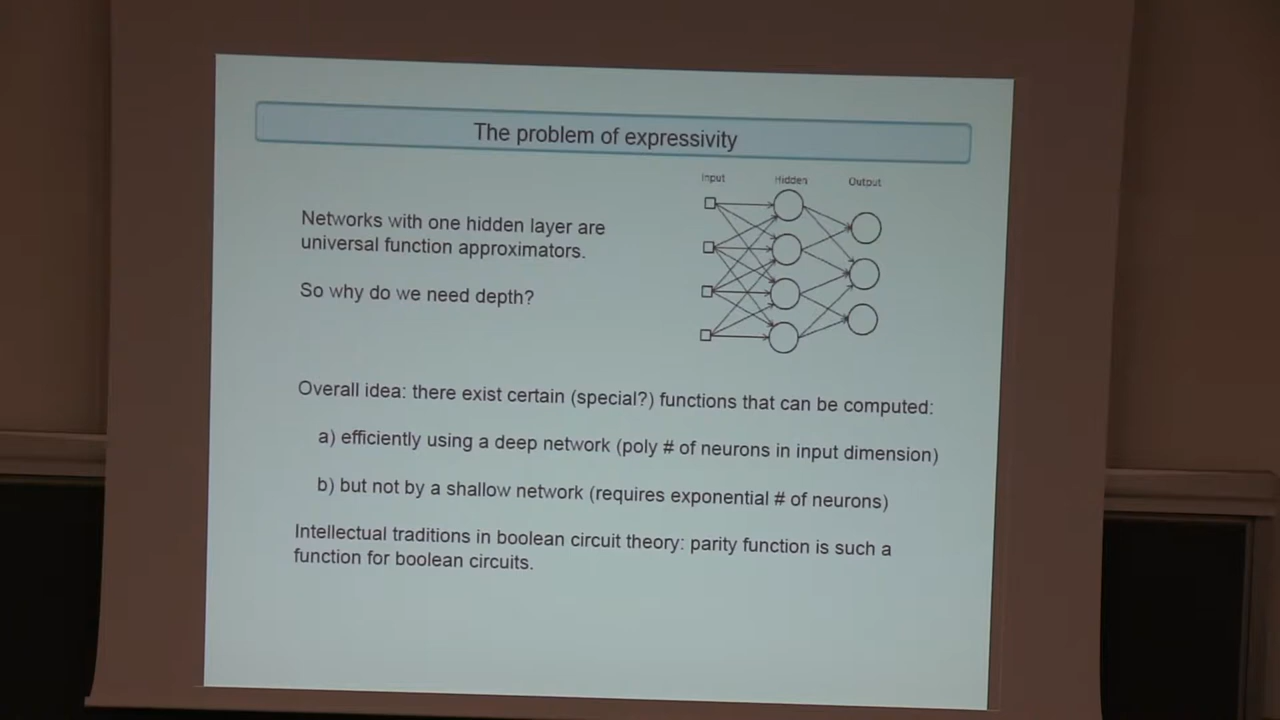 The problem of expressivity
Input Hidden Output
Networks with one hidden layer are
universal function approximators.
So why do we need depth?
Overall idea: there exist certain (special?) functions that can be computed:
a) efficiently using a deep network (poly # of neurons in input dimension)
b) but not by a shallow network (requires exponential # of neurons)
Intellectual traditions in boolean circuit theory: parity function is such a
function for boolean circuits.